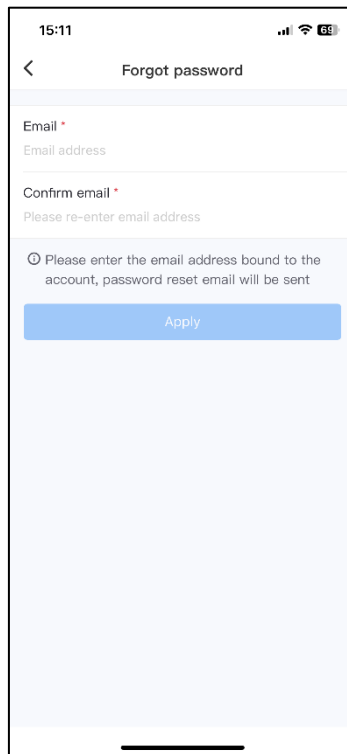 15:11
69
Forgot password
Email *
Email address
Confirm email *
Please re-enter email address
Please enter the email address bound to the
account, password reset email will be sent
Apply